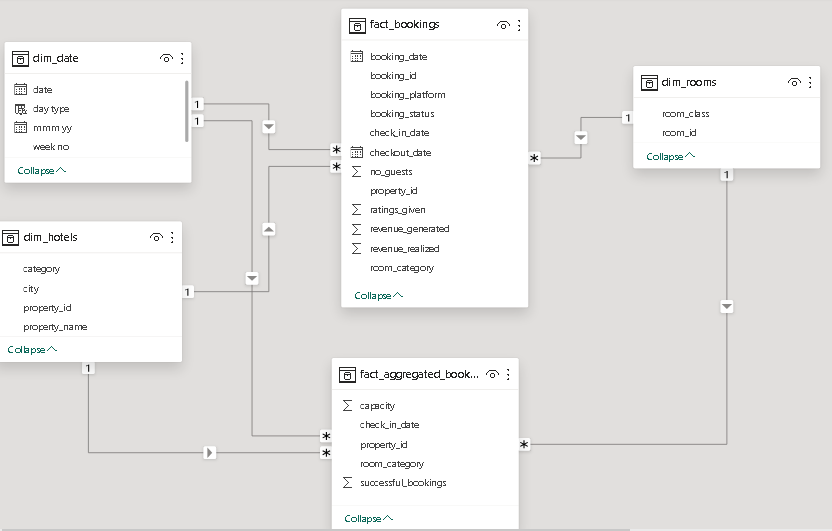 dim_date
date
day type
mmm yy
week no
Collapse
dim_hotels
category
city
property_id
property_name
Collapse
fact_bookings
booking_date
booking_id
booking_platform
booking_status
check_in_date
checkout_date
no_guests
property_id
ratings_given
revenue_generated
revenue_realized
room_category
Collapse
dim_rooms
room_class
room_id
Collapse
fact_aggregated_book...
capacity
check_in_date
property_id
room_category
successful_bookings
Collapse
1
1
*
*
1
*
1
1
1
*
*
*